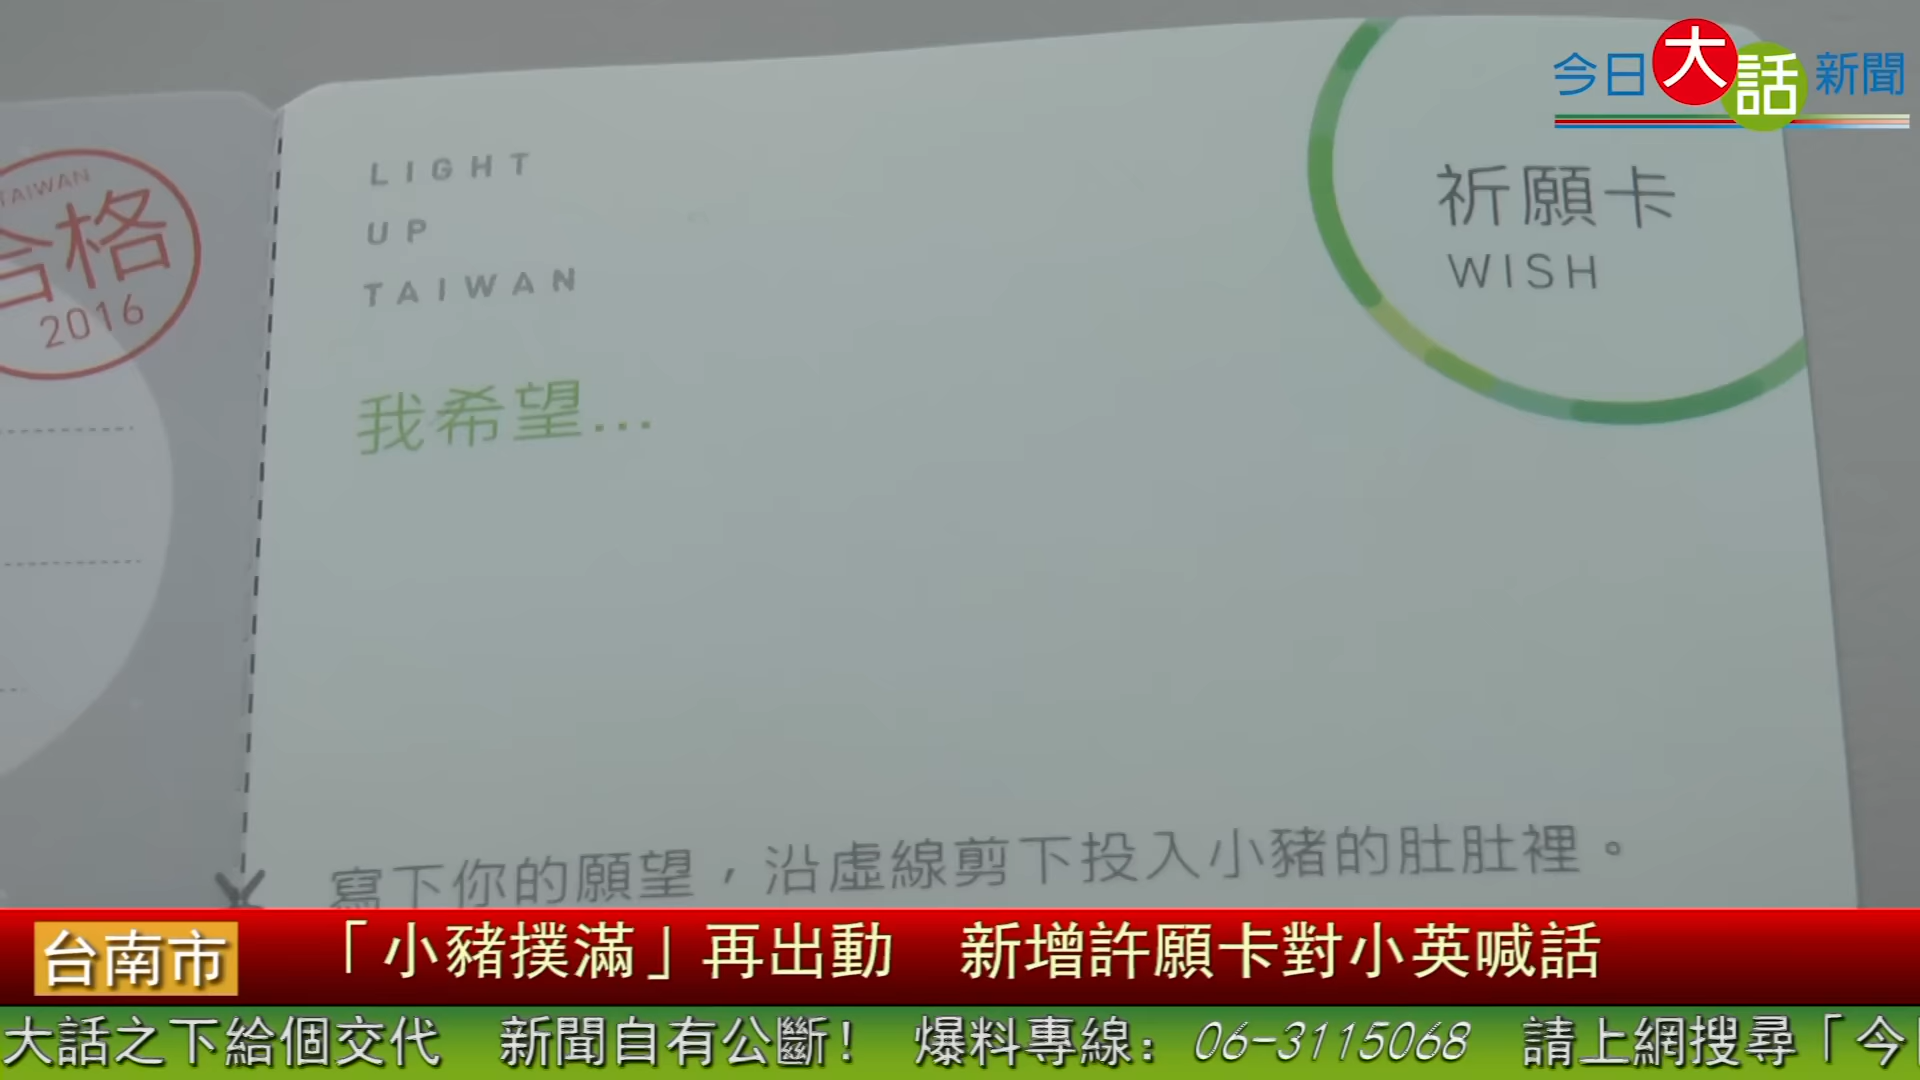 今日大話新聞
TAIWAN
合格
2016
LIGHT
UP
TAIWAN
祈願卡
WISH
我希望...
寫下你的願望,沿虛線剪下投入小豬的肚肚裡。
台南市
「小豬撲滿」再出動 新增許願卡對小英喊話
大話之下給個交代 新聞自有公斷! 爆料專線:06-3115068 請上網搜尋「今